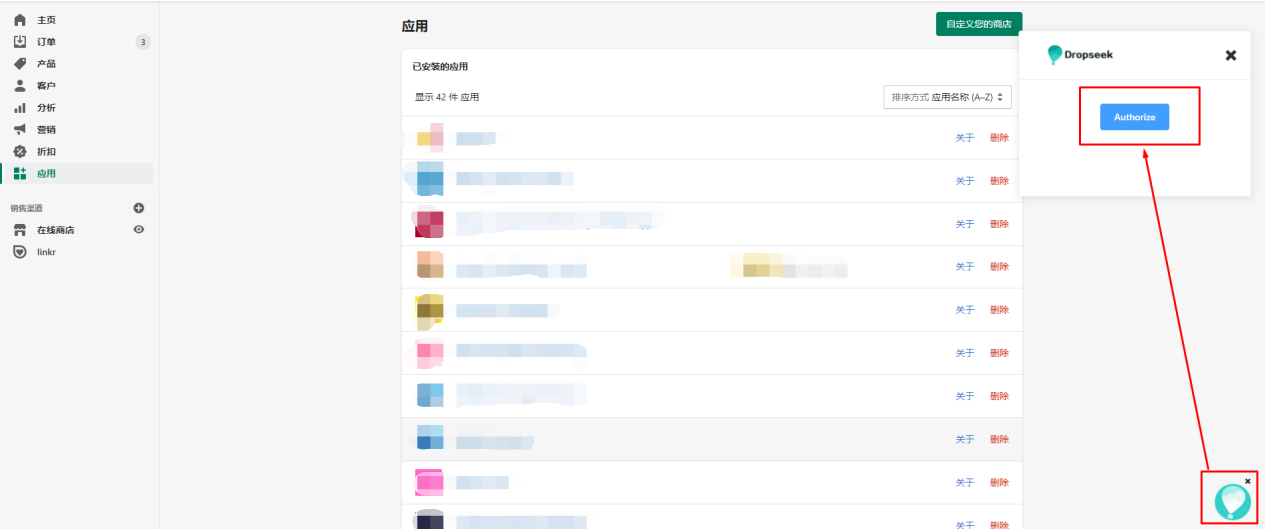 主页
订单
3
产品
客户
分析
营销
折扣
应用
销售渠道
在线商店
linkr
应用
自定义您的商店
已安装的应用
显示 42 件 应用
排序方式 应用名称 (A–Z)
关于 删除
关于 删除
关于 删除
关于 删除
关于 删除
关于 删除
关于 删除
关于 删除
关于 删除
关于 删除
Dropseek
Authorize